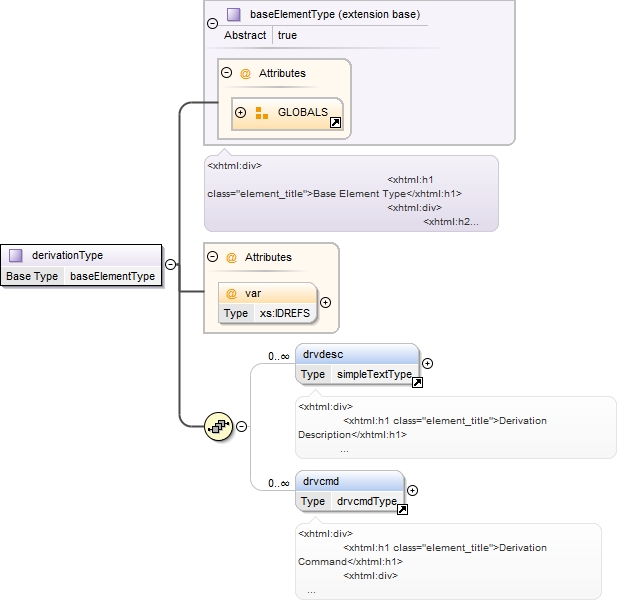 baseElementType (extension base)
Abstract true
Attributes
GLOBALS
<xhtml:div>
<xhtml:h1
class="element_title">Base Element Type</xhtml:h1>
<xhtml:div>
<xhtml:h2...
derivationType
Base Type baseElementType
Attributes
var
Type xs:IDREFS
0..∞
drvdesc
Type simpleTextType
<xhtml:div>
<xhtml:h1 class="element_title">Derivation
Description</xhtml:h1>
...
0..∞
drvcmd
Type drvcmdType
<xhtml:div>
<xhtml:h1 class="element_title">Derivation
Command</xhtml:h1>
<xhtml:div>
...